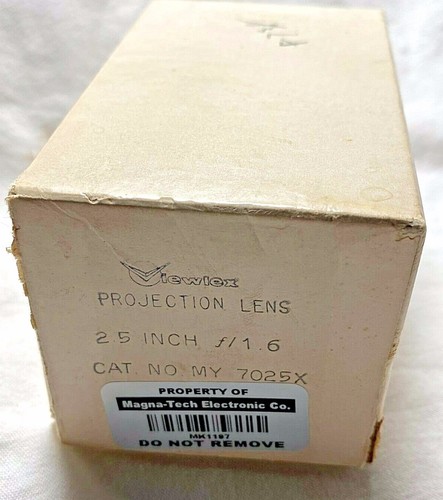 Viewlex
PROJECTION LENS
2.5 INCH f/1.6
CAT. NO. MY 7025X
PROPERTY OF
Magna-Tech Electronic Co.
MK1187
DO NOT REMOVE